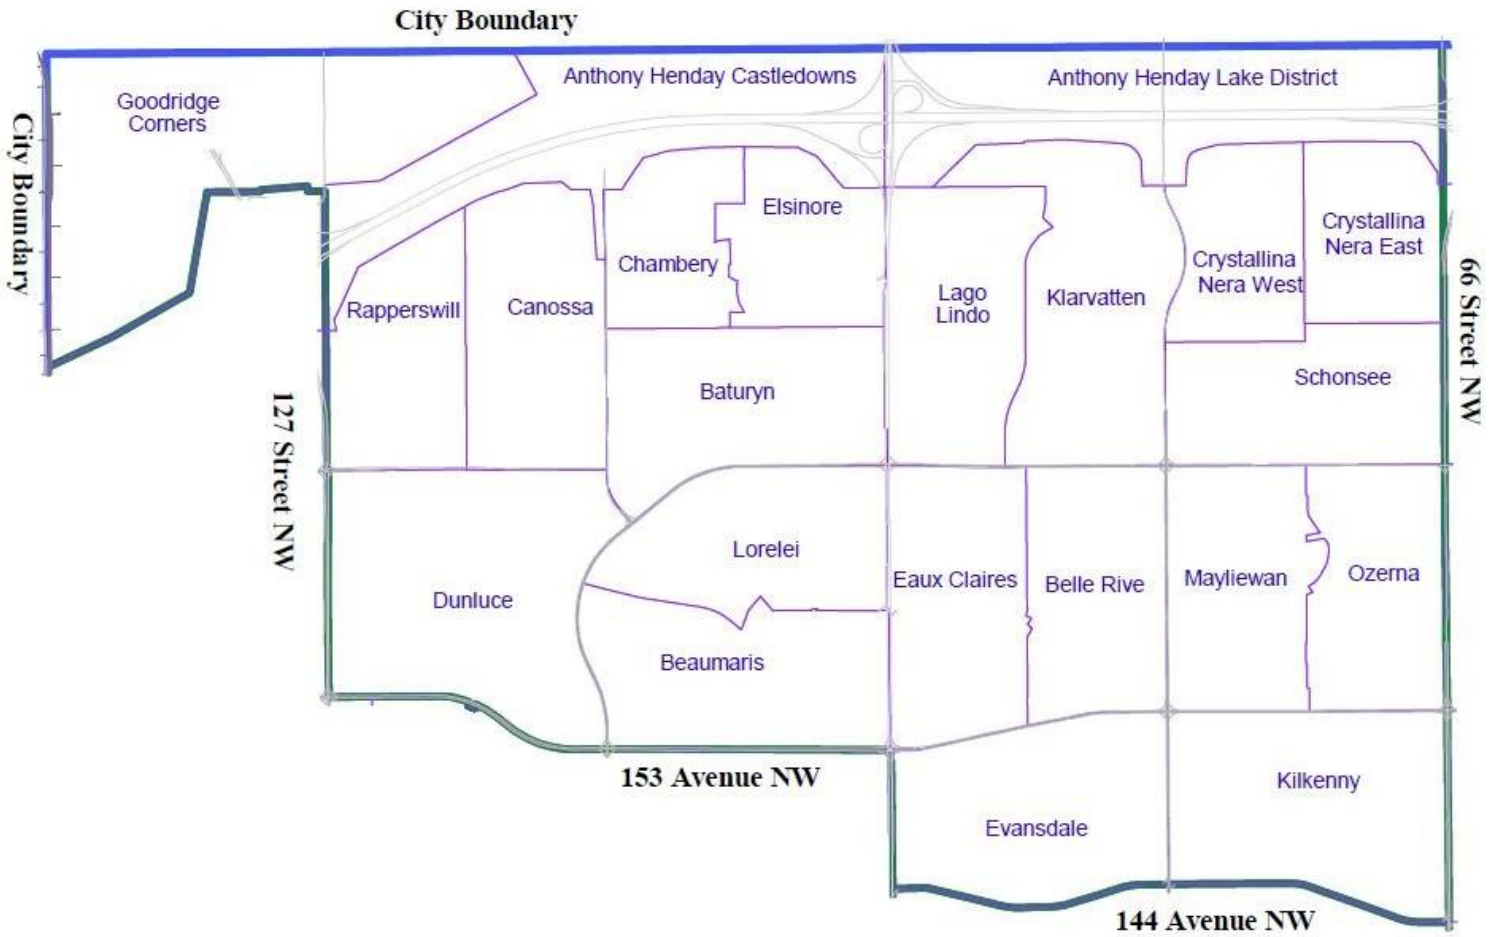 City Boundary
Anthony Henday Castledowns
Anthony Henday Lake District
Goodridge
Corners
City Boundary
Elsinore
Chambery
Crystallina
Nera East
Crystallina
Nera West
Rapperswill
Canossa
Lago
Lindo
Klarvatten
66 Street NW
Baturyn
Schonsee
127 Street NW
Lorelei
Eaux Claires
Belle Rive
Mayliewan
Ozerna
Dunluce
Beaumaris
153 Avenue NW
Kilkenny
Evansdale
144 Avenue NW